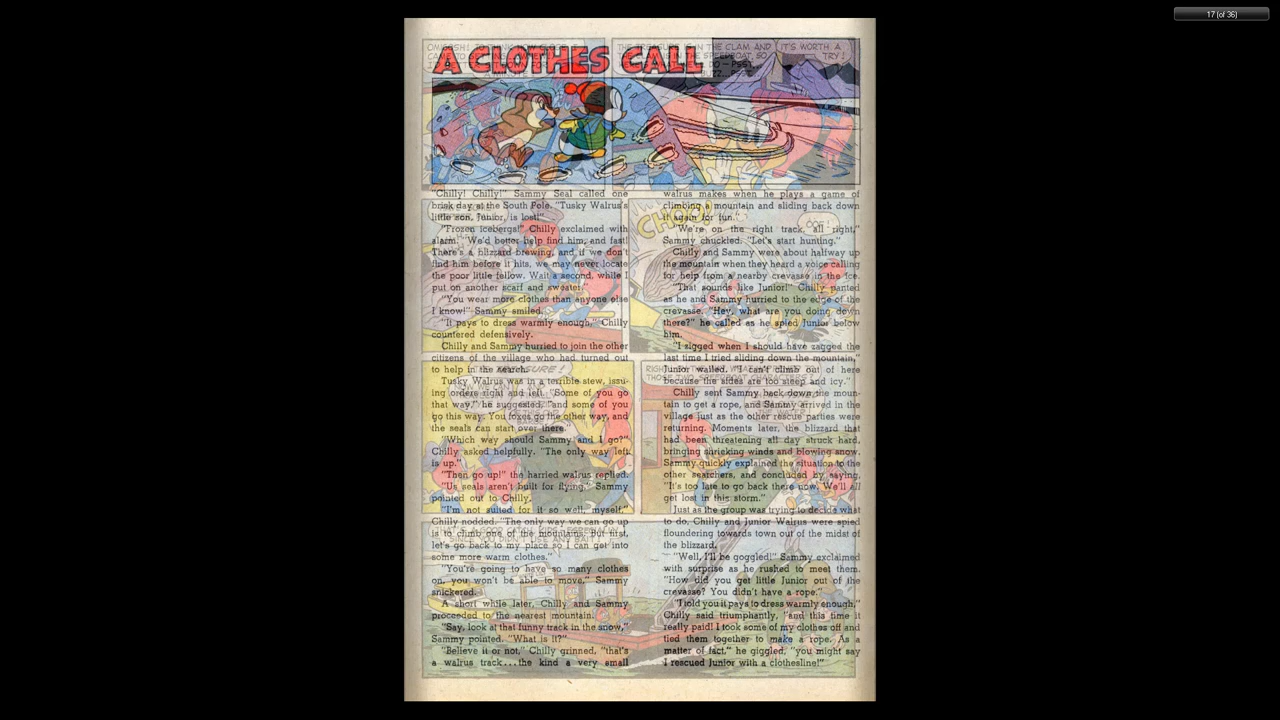 17 (of 36)
A CLOTHES CALL
"Chilly! Chilly!" Sammy Seal called one
brisk day at the South Pole. "Tusky Walrus's
little son, Junior, is lost!"
"Frozen icebergs!" Chilly exclaimed with
alarm. "We'd better help find him, and fast!
There's a blizzard brewing, and if we don't
find him before it hits, we may never locate
the poor little fellow. Wait a second, while I
put on another scarf and sweater."
"You wear more clothes than anyone else
I know!" Sammy smiled.
"It pays to dress warmly enough," Chilly
countered defensively.
Chilly and Sammy hurried to join the other
citizens of the village who had turned out
to help in the search.
Tusky Walrus was in a terrible stew, issu-
ing orders right and left. "Some of you go
that way," he suggested, "and some of you
go this way. You foxes go the other way, and
the seals can start over there."
"Which way should Sammy and I go?"
Chilly asked helpfully. "The only way left
is up."
"Then go up!" the harried walrus replied.
"Us seals aren't built for flying," Sammy
pointed out to Chilly.
"I'm not suited for it so well, myself,"
Chilly nodded. "The only way we can go up
is to climb one of the mountains. But first,
let's go back to my place so I can get into
some more warm clothes."
"You're going to have so many clothes
on, you won't be able to move," Sammy
snickered.
A short while later, Chilly and Sammy
proceeded to the nearest mountain.
"Say, look at that funny track in the snow,"
Sammy pointed. "What is it?"
"Believe it or not," Chilly grinned, "that's
a walrus track...the kind a very small
walrus makes when he plays a game of
climbing a mountain and sliding back down
it again for fun."
"We're on the right track, all right,"
Sammy chuckled. "Let's start hunting."
Chilly and Sammy were about halfway up
the mountain when they heard a voice calling
for help from a nearby crevasse in the ice.
"That sounds like Junior!" Chilly panted
as he and Sammy hurried to the edge of the
crevasse. "Hey, what are you doing down
there?" he called as he spied Junior below
him.
"I zigged when I should have zagged the
last time I tried sliding down the mountain,"
Junior wailed. "I can't climb out of here
because the sides are too steep and icy."
Chilly sent Sammy back down the moun-
tain to get a rope, and Sammy arrived in the
village just as the other rescue parties were
returning. Moments later, the blizzard that
had been threatening all day struck hard,
bringing shrieking winds and blowing snow.
Sammy quickly explained the situation to the
other searchers, and concluded by saying,
"It's too late to go back there now. We'll all
get lost in this storm."
Just as the group was trying to decide what
to do, Chilly and Junior Walrus were spied
floundering towards town out of the midst of
the blizzard.
"Well, I'll be goggled!" Sammy exclaimed
with surprise as he rushed to meet them.
"How did you get little Junior out of the
crevasse? You didn't have a rope."
"I told you it pays to dress warmly enough,"
Chilly said triumphantly, "and this time it
really paid! I took some of my clothes off and
tied them together to make a rope. As a
matter of fact," he giggled, "you might say
I rescued Junior with a clothesline!"
THE TREASURE IS IN THE CLAM AND
IT'S WORTH A
TRY!
CHOP!
OOF!
THOSE TWO SPEEDBOAT CHARACTERS?
THAT'S A GOOD CATCH, KIDS, ESPECIALLY
SINCE YOU DIDN'T USE ANY BAIT!